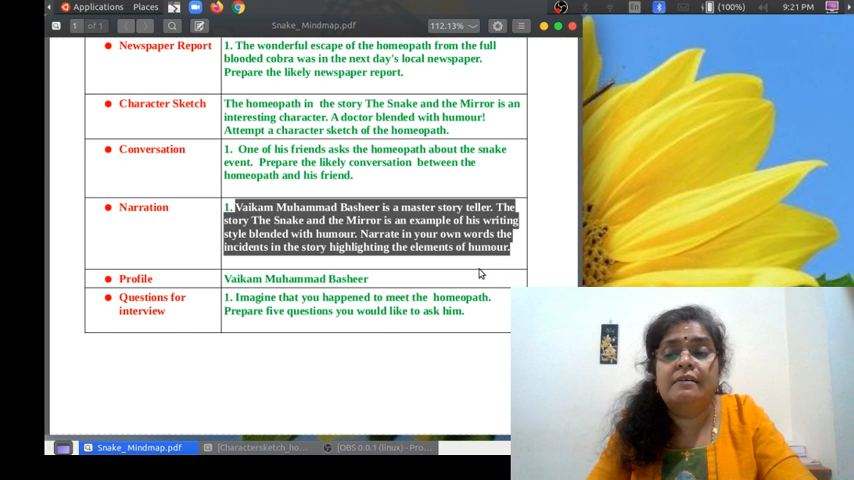 Applications Places En (100%) 9:21 PM
1 of 1 Snake_Mindmap.pdf 112.13%
Newspaper Report
1. The wonderful escape of the homeopath from the full
blooded cobra was in the next day's local newspaper.
Prepare the likely newspaper report.
Character Sketch
The homeopath in the story The Snake and the Mirror is an
interesting character. A doctor blended with humour!
Attempt a character sketch of the homeopath.
Conversation
1. One of his friends asks the homeopath about the snake
event. Prepare the likely conversation between the
homeopath and his friend.
Narration
1. Vaikam Muhammad Basheer is a master story teller. The
story The Snake and the Mirror is an example of his writing
style blended with humour. Narrate in your own words the
incidents in the story highlighting the elements of humour.
Profile
Vaikam Muhammad Basheer
Questions for
interview
1. Imagine that you happened to meet the homeopath.
Prepare five questions you would like to ask him.
Snake_ Mindmap.pdf [Charactersketch_ho... [OBS 0.0.1 (linux) - Pro...